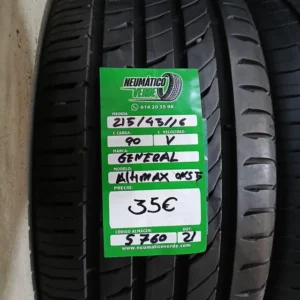 NEUMÁTICO
VERDE
614 20 35 98
MEDIDA:
215/45/16
C. CARGA: L. VELOCIDAD:
90 V
MARCA:
GENERAL
MODELO:
AltiMAX ONE S
PRECIO:
35€
CÓDIGO ALMACÉN: DOT:
5760 21
www.neumaticoverde.com